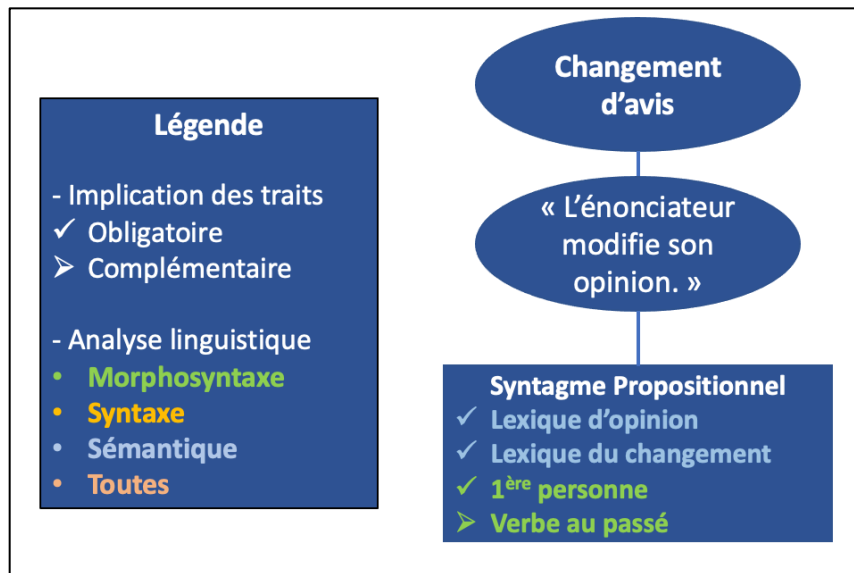 Légende
- Implication des traits
✓ Obligatoire
➢ Complémentaire
- Analyse linguistique
• Morphosyntaxe
• Syntaxe
• Sémantique
• Toutes
Changement
d’avis
« L’énonciateur
modifie son
opinion. »
Syntagme Propositionnel
✓ Lexique d’opinion
✓ Lexique du changement
✓ 1ère personne
➢ Verbe au passé